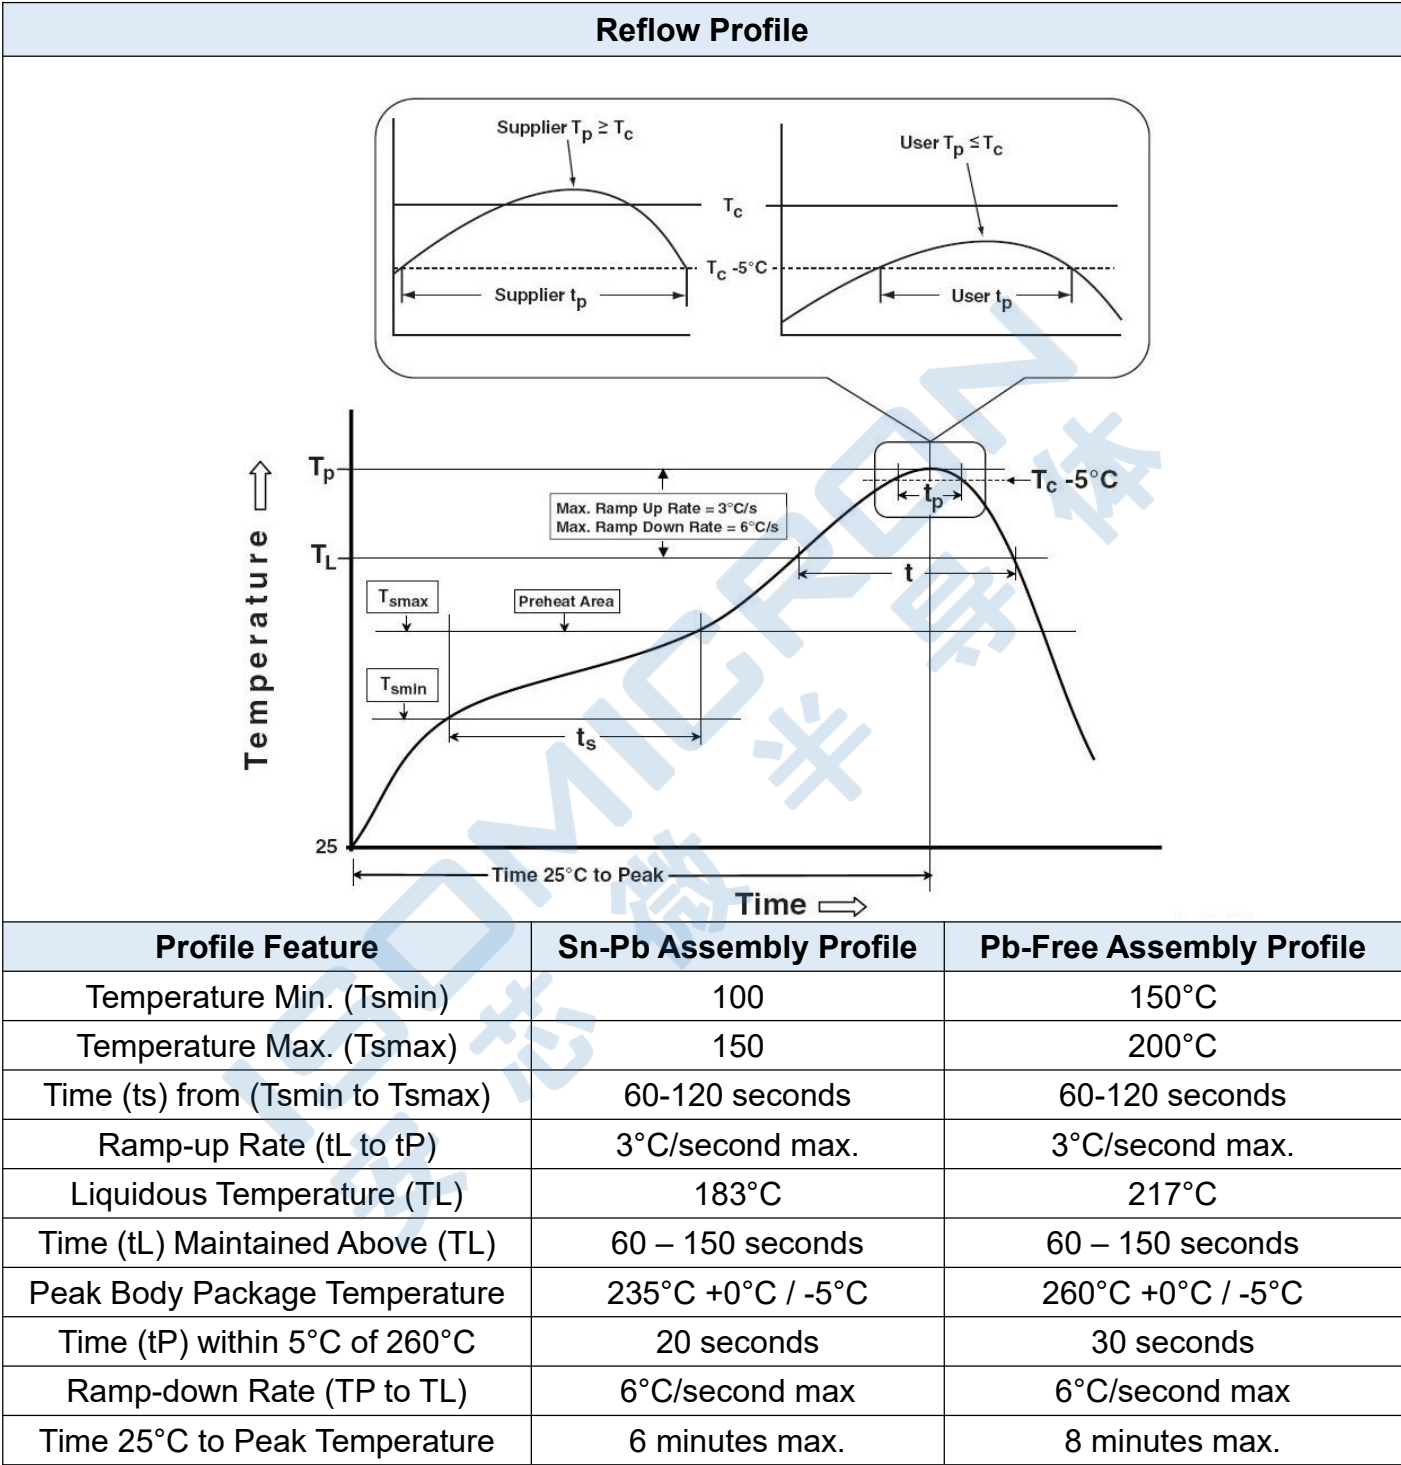 Reflow Profile
Supplier Tp ≥ Tc
User Tp ≤ Tc
Tc
Tc -5°C
Supplier tp
User tp
Tp
Tc -5°C
tp
Max. Ramp Up Rate = 3°C/s
Max. Ramp Down Rate = 6°C/s
TL
t
Tsmax
Preheat Area
Tsmin
ts
Temperature
25
Time 25°C to Peak
Time
Profile Feature Sn-Pb Assembly Profile Pb-Free Assembly Profile
Temperature Min. (Tsmin) 100 150°C
Temperature Max. (Tsmax) 150 200°C
Time (ts) from (Tsmin to Tsmax) 60-120 seconds 60-120 seconds
Ramp-up Rate (tL to tP) 3°C/second max. 3°C/second max.
Liquidous Temperature (TL) 183°C 217°C
Time (tL) Maintained Above (TL) 60 – 150 seconds 60 – 150 seconds
Peak Body Package Temperature 235°C +0°C / -5°C 260°C +0°C / -5°C
Time (tP) within 5°C of 260°C 20 seconds 30 seconds
Ramp-down Rate (TP to TL) 6°C/second max 6°C/second max
Time 25°C to Peak Temperature 6 minutes max. 8 minutes max.
ISOMICRON
安芯微半导体